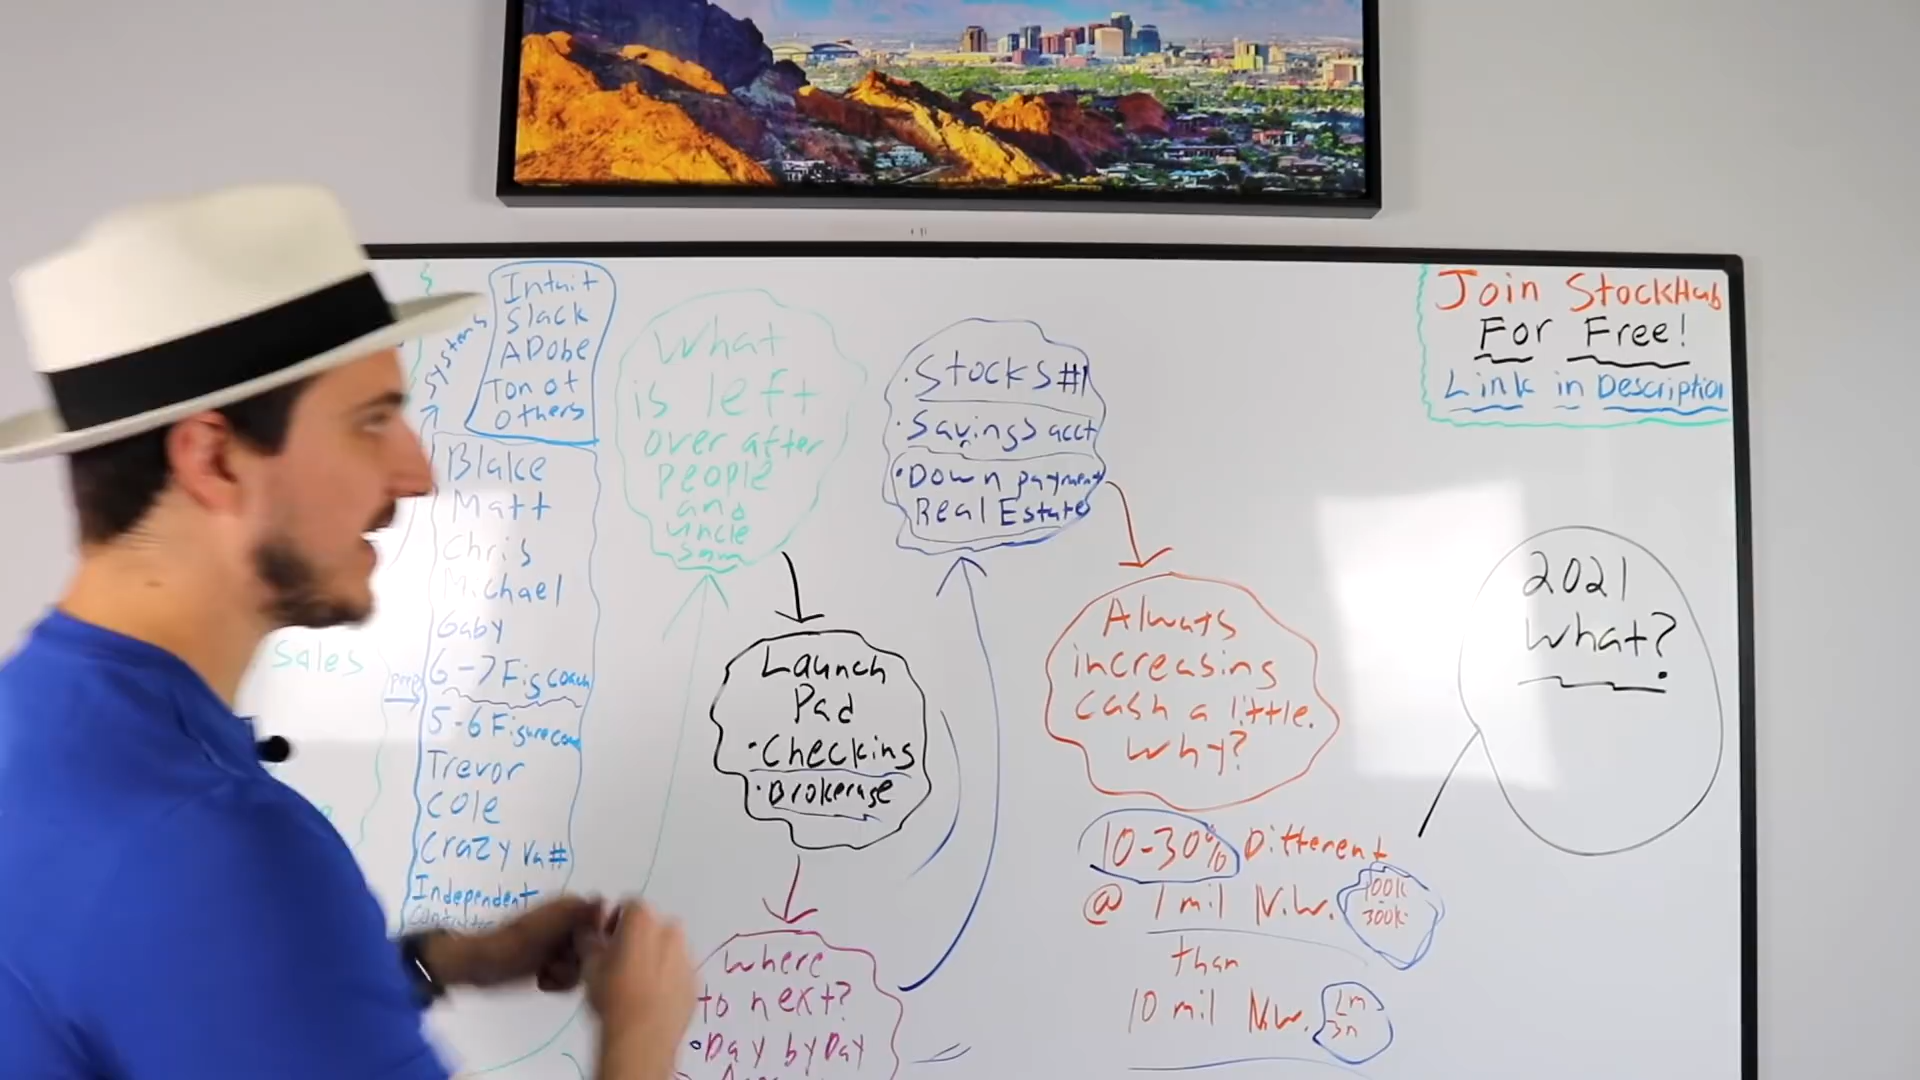 systems
Intuit
Slack
ADobe
Ton of
others
Blake
Matt
Chris
Michael
Gaby
6-7 Fig coach
5-6 Figure
Trevor
Cole
Crazy Va#
Independent
Sales
What
is left
over after
people
and
uncle
Sam
Launch
Pad
•Checking
•Brokerage
Where
to next?
•Day by Day
•Stocks #1
•Savings acct
•Down payment
Real Estate
Always
increasing
cash a little.
Why?
10-30% Different
@ 1 mil N.W. 100k-
300k
than
10 mil N.W. 1m
3m
Join StockHub
For Free!
Link in Description
2021
What?